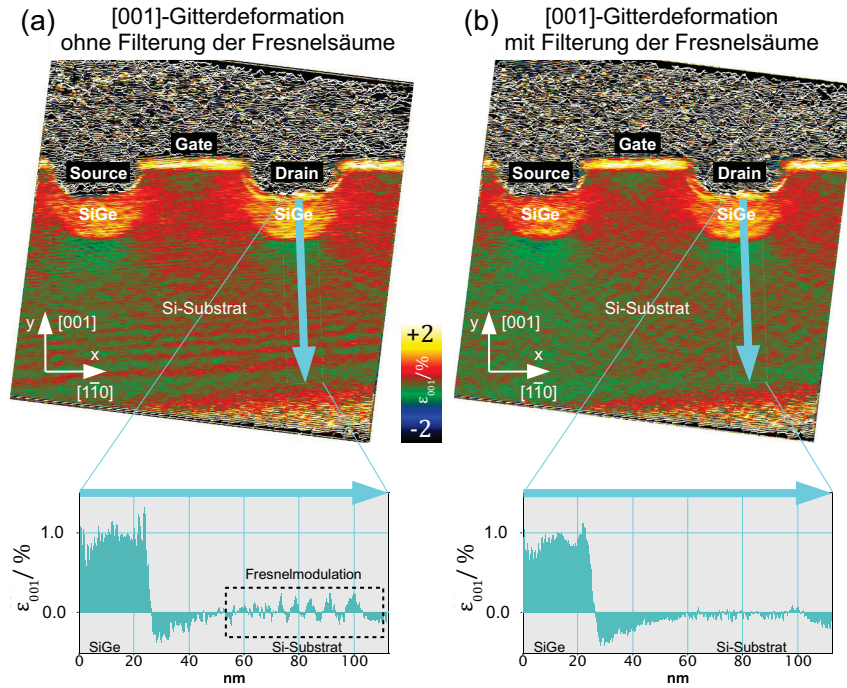 (a)
[001]-Gitterdeformation
ohne Filterung der Fresnelsäume
Gate
Source
Drain
SiGe
SiGe
Si-Substrat
y
[001]
x
[11̄0]
+2
ε001/%
-2
1.0
0.0
ε001/ %
Fresnelmodulation
SiGe
Si-Substrat
0
20
40
60
80
100
nm
(b)
[001]-Gitterdeformation
mit Filterung der Fresnelsäume
Gate
Source
Drain
SiGe
SiGe
Si-Substrat
y
[001]
x
[11̄0]
1.0
0.0
ε001/ %
SiGe
Si-Substrat
0
20
40
60
80
100
nm